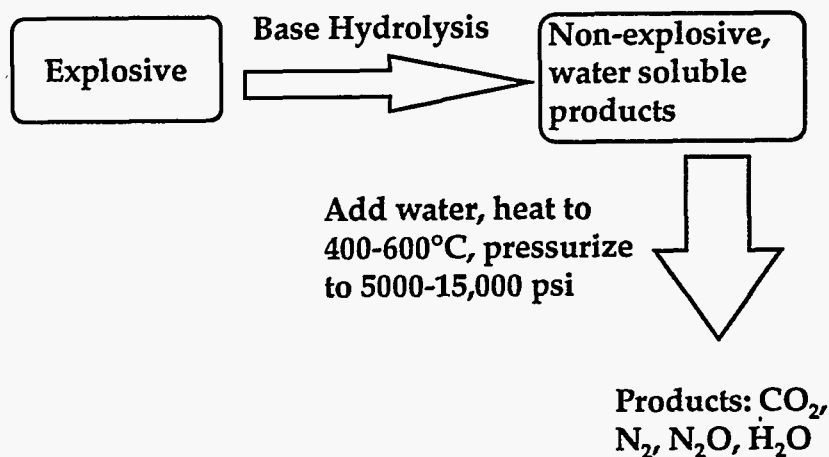 Explosive
Base Hydrolysis
Non-explosive,
water soluble
products
Add water, heat to
400-600°C, pressurize
to 5000-15,000 psi
Products: CO₂,
N₂, N₂O, H₂O